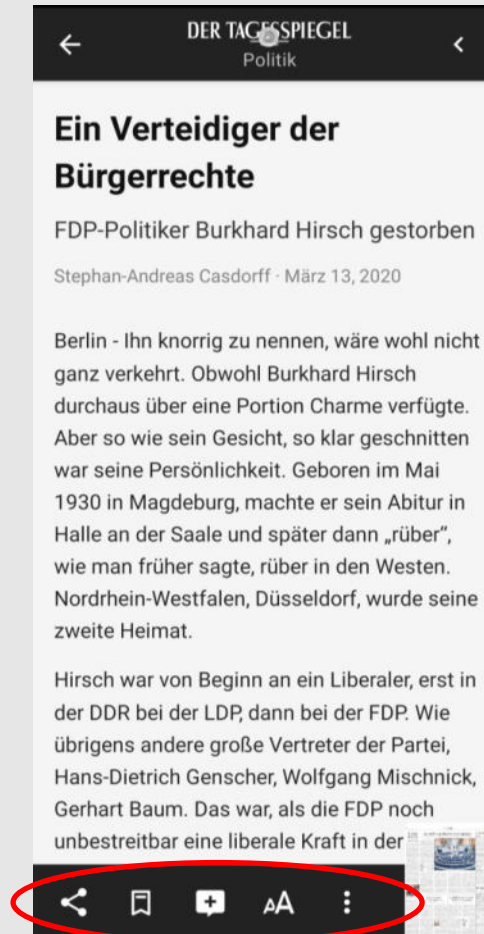 DER TAGESSPIEGEL
Politik
Ein Verteidiger der
Bürgerrechte
FDP-Politiker Burkhard Hirsch gestorben
Stephan-Andreas Casdorff · März 13, 2020
Berlin - Ihn knorrig zu nennen, wäre wohl nicht
ganz verkehrt. Obwohl Burkhard Hirsch
durchaus über eine Portion Charme verfügte.
Aber so wie sein Gesicht, so klar geschnitten
war seine Persönlichkeit. Geboren im Mai
1930 in Magdeburg, machte er sein Abitur in
Halle an der Saale und später dann „rüber“,
wie man früher sagte, rüber in den Westen.
Nordrhein-Westfalen, Düsseldorf, wurde seine
zweite Heimat.
Hirsch war von Beginn an ein Liberaler, erst in
der DDR bei der LDP, dann bei der FDP. Wie
übrigens andere große Vertreter der Partei,
Hans-Dietrich Genscher, Wolfgang Mischnick,
Gerhart Baum. Das war, als die FDP noch
unbestreitbar eine liberale Kraft in der
AA